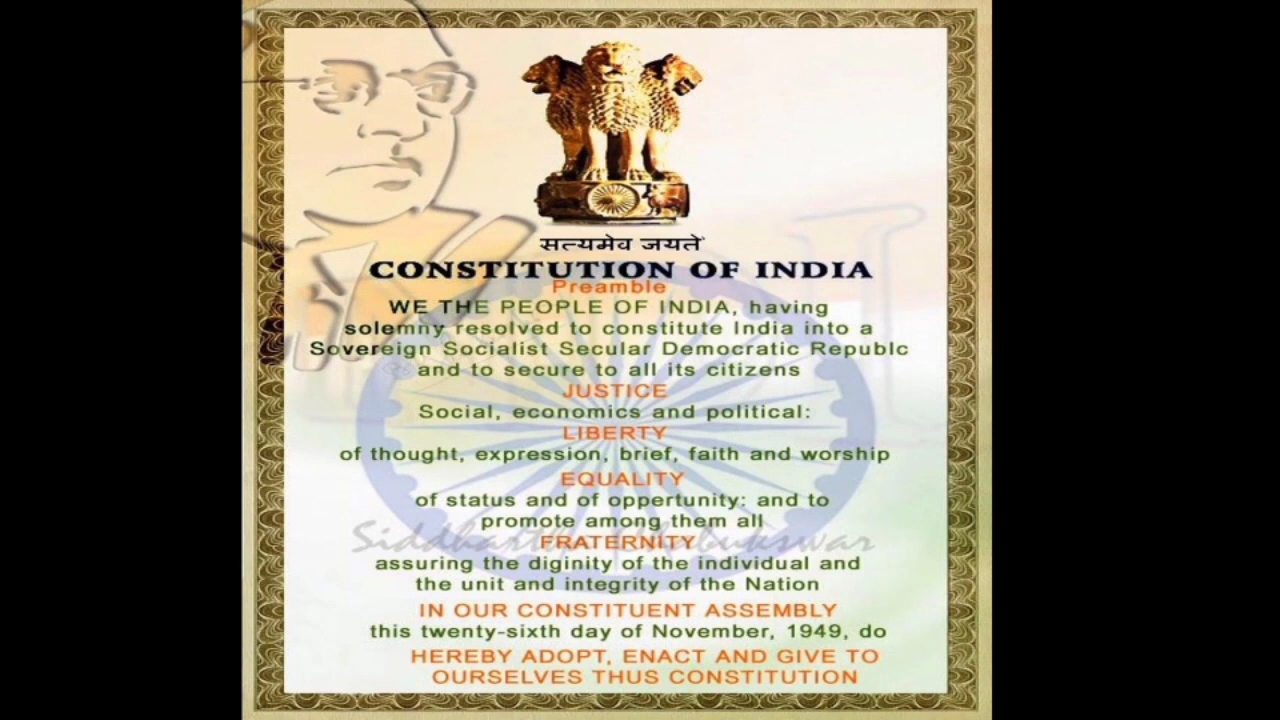 सत्यमेव जयते
CONSTITUTION OF INDIA
Preamble
WE THE PEOPLE OF INDIA, having
solemny resolved to constitute India into a
Sovereign Socialist Secular Democratic Republc
and to secure to all its citizens
JUSTICE
Social, economics and political:
LIBERTY
of thought, expression, brief, faith and worship
EQUALITY
of status and of oppertunity: and to
promote among them all
Siddharth
FRATERNITY
assuring the diginity of the individual and
the unit and integrity of the Nation
IN OUR CONSTITUENT ASSEMBLY
this twenty-sixth day of November, 1949, do
HEREBY ADOPT, ENACT AND GIVE TO
OURSELVES THUS CONSTITUTION